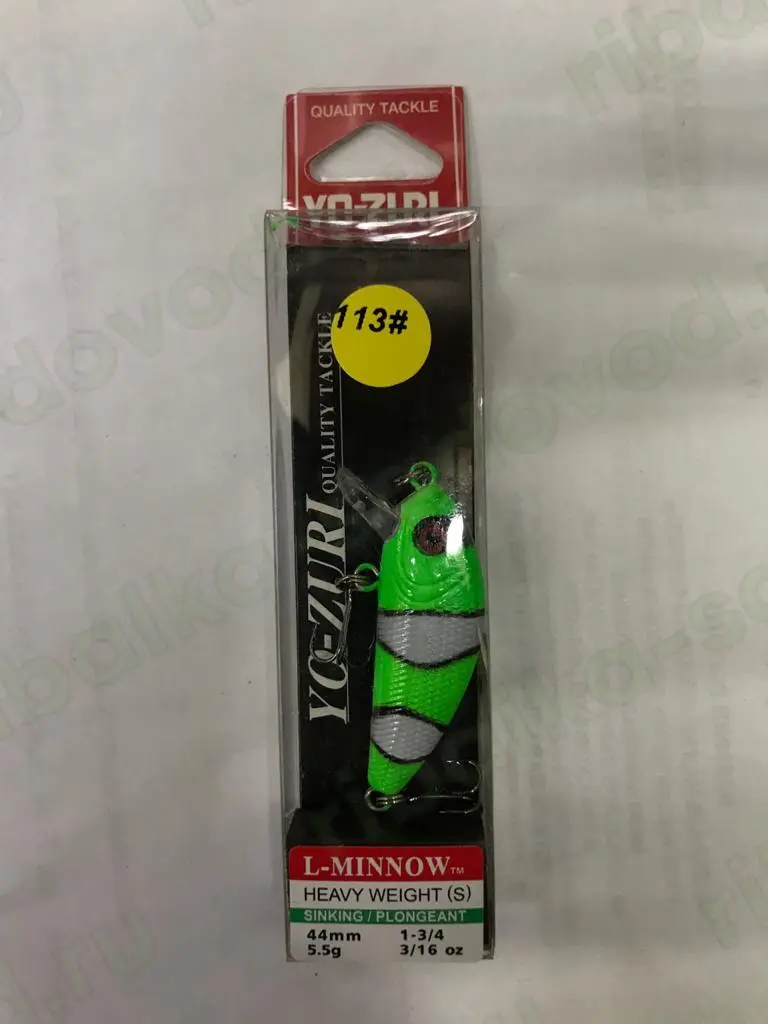 QUALITY TACKLE
YO-ZURI
113#
YO-ZURI
QUALITY TACKLE
L-MINNOW™
HEAVY WEIGHT (S)
SINKING / PLONGEANT
44mm 1-3/4
5.5g 3/16 oz